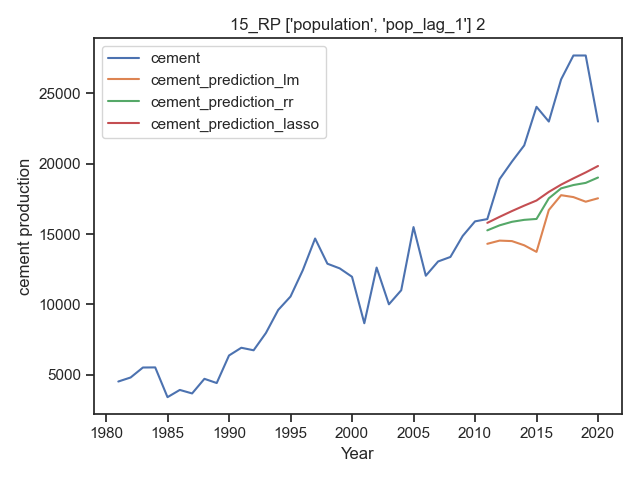 15_RP ['population', 'pop_lag_1'] 2
cement
cement_prediction_lm
cement_prediction_rr
cement_prediction_lasso
cement production
25000
20000
15000
10000
5000
1980 1985 1990 1995 2000 2005 2010 2015 2020
Year